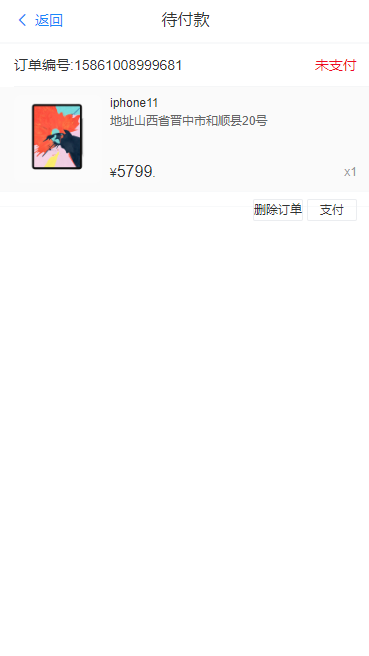 返回
待付款
订单编号:15861008999681
未支付
iphone11
地址山西省晋中市和顺县20号
¥5799.
x1
删除订单
支付